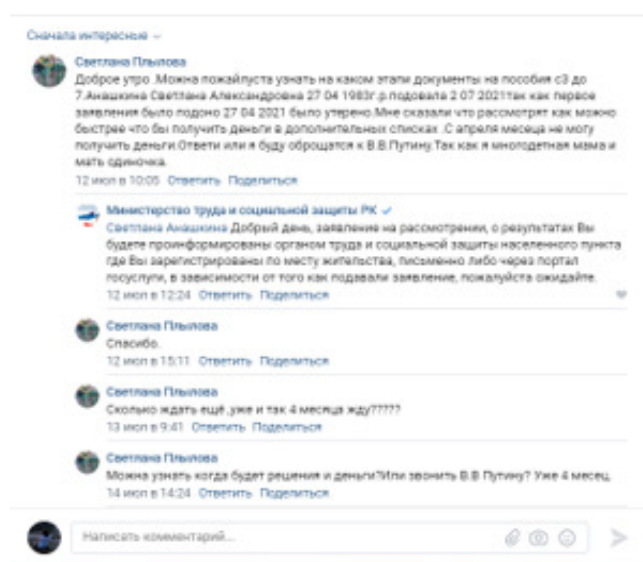 Сначала интересные
Светлана Плылова
Доброе утро .Можна пожайлуста узнать на каком этапи документы на пособия с3 до
7.Анашкина Светлана Александровна 27 04 1983г.р.подовала 2 07 2021так как первое
заявления было подоно 27 04 2021 было утерено.Мне сказали что рассмотрят как можно
быстрее что бы получить деньги в дополнительных списках .С апреля месеца не могу
получить деньги.Ответи или я буду оброщатся к В.В.Путину.Так как я многодетная мама и
мать одиночка.
12 июл в 10:05 Ответить Поделиться
Министерство труда и социальной защиты РК
Светлана Анашкина Добрый день, заявление на рассмотрении, о результатах Вы
будете проинформированы органом труда и социальной защиты населенного пункта
где Вы зарегистрированы по месту жительства, письменно либо через портал
госуслуги, в зависимости от того как подавали заявление, пожалуйста ожидайте.
12 июл в 12:24 Ответить Поделиться
Светлана Плылова
Спасибо.
12 июл в 15:11 Ответить Поделиться
Светлана Плылова
Сколько ждать ещё ,уже и так 4 месяца жду?????
13 июл в 9:41 Ответить Поделиться
Светлана Плылова
Можна узнать когда будет решения и деньги?Или звонить В.В Путину? Уже 4 месец.
14 июл в 14:24 Ответить Поделиться
Написать комментарий...